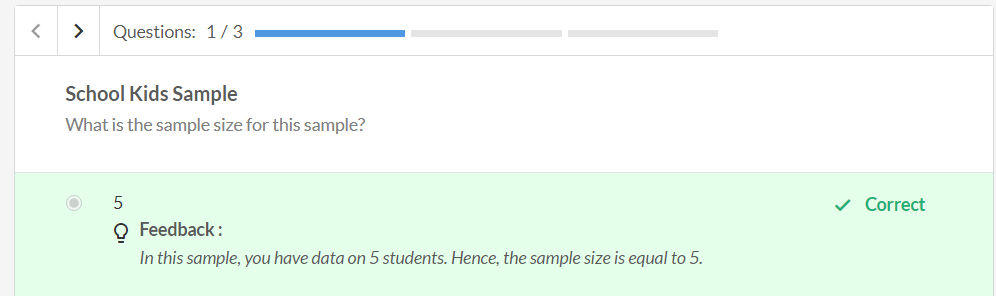 Questions: 1 / 3
School Kids Sample
What is the sample size for this sample?
5
Correct
Feedback :
In this sample, you have data on 5 students. Hence, the sample size is equal to 5.